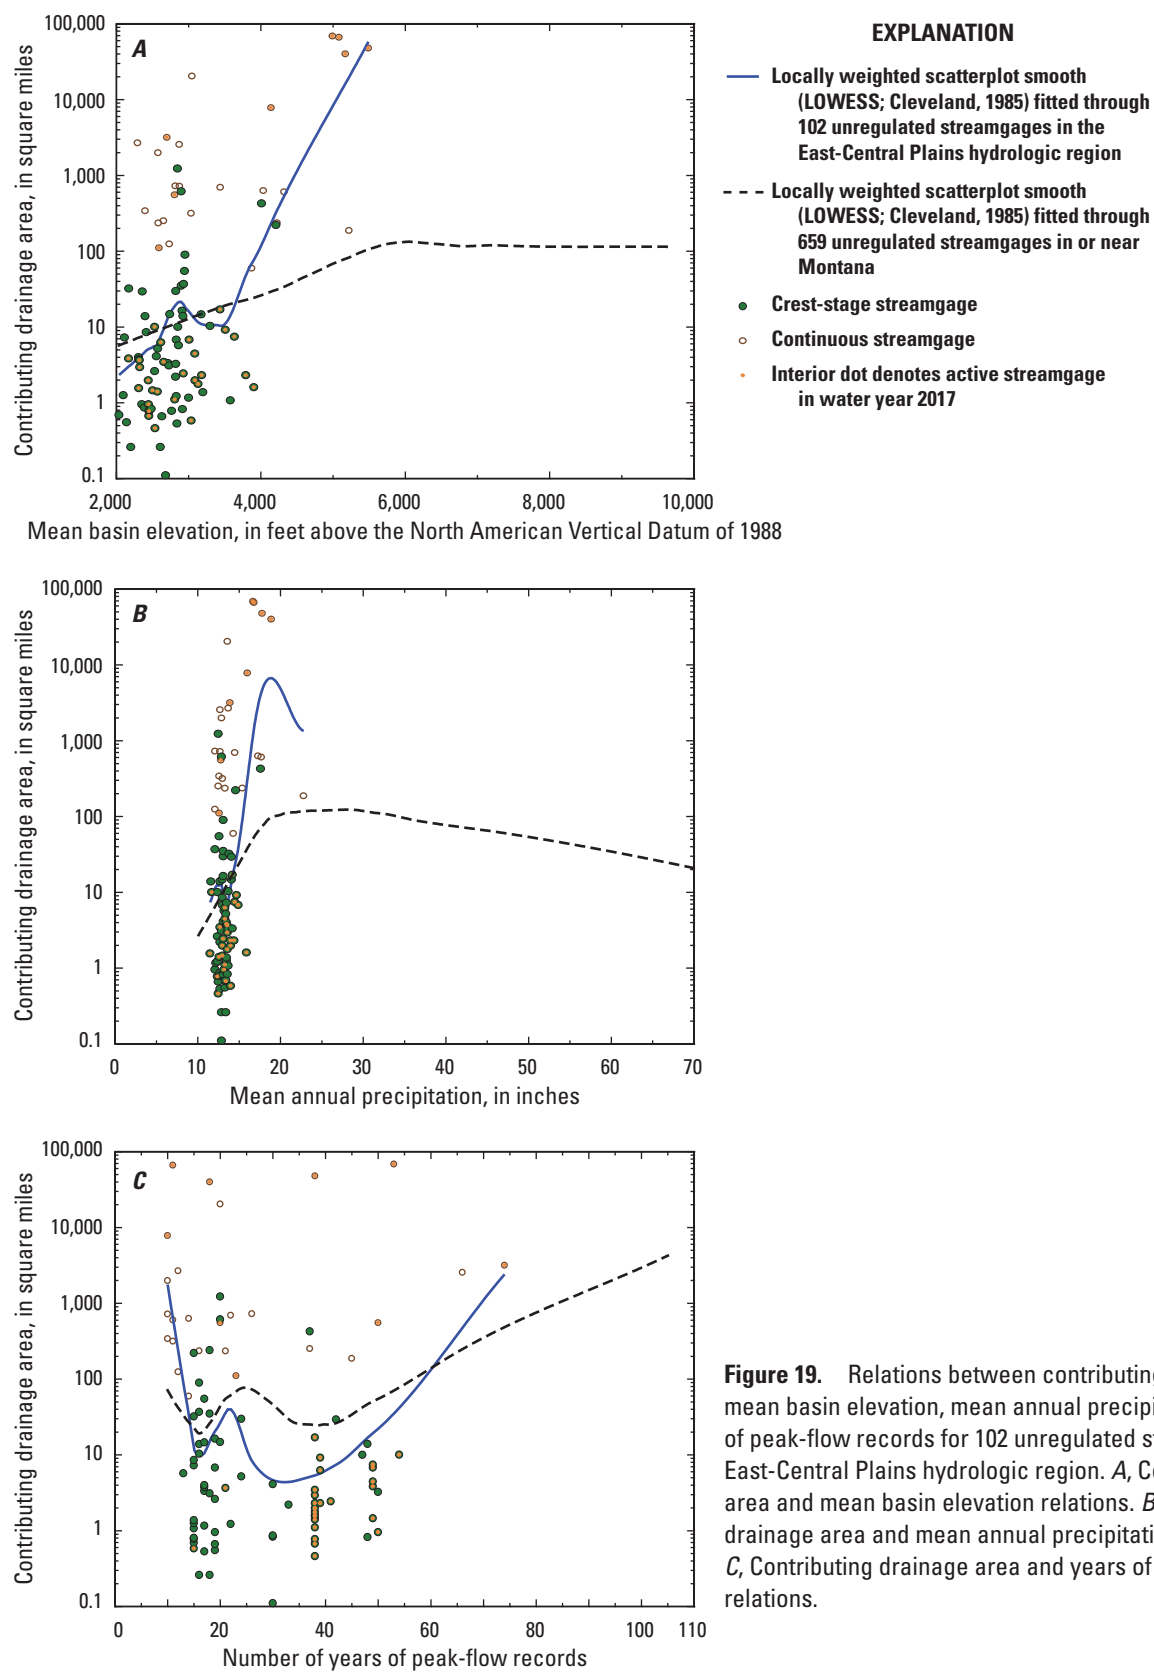 100,000
10,000
1,000
100
10
1
0.1
A
Contributing drainage area, in square miles
2,000
4,000
6,000
8,000
10,000
Mean basin elevation, in feet above the North American Vertical Datum of 1988
EXPLANATION
Locally weighted scatterplot smooth
(LOWESS; Cleveland, 1985) fitted through
102 unregulated streamgages in the
East-Central Plains hydrologic region
Locally weighted scatterplot smooth
(LOWESS; Cleveland, 1985) fitted through
659 unregulated streamgages in or near
Montana
Crest-stage streamgage
Continuous streamgage
Interior dot denotes active streamgage
in water year 2017
100,000
10,000
1,000
100
10
1
0.1
B
Contributing drainage area, in square miles
0
10
20
30
40
50
60
70
Mean annual precipitation, in inches
100,000
10,000
1,000
100
10
1
0.1
C
Contributing drainage area, in square miles
0
20
40
60
80
100
110
Number of years of peak-flow records
Figure 19. Relations between contributing
mean basin elevation, mean annual precipi
of peak-flow records for 102 unregulated st
East-Central Plains hydrologic region. A, Co
area and mean basin elevation relations. B
drainage area and mean annual precipitati
C, Contributing drainage area and years of
relations.